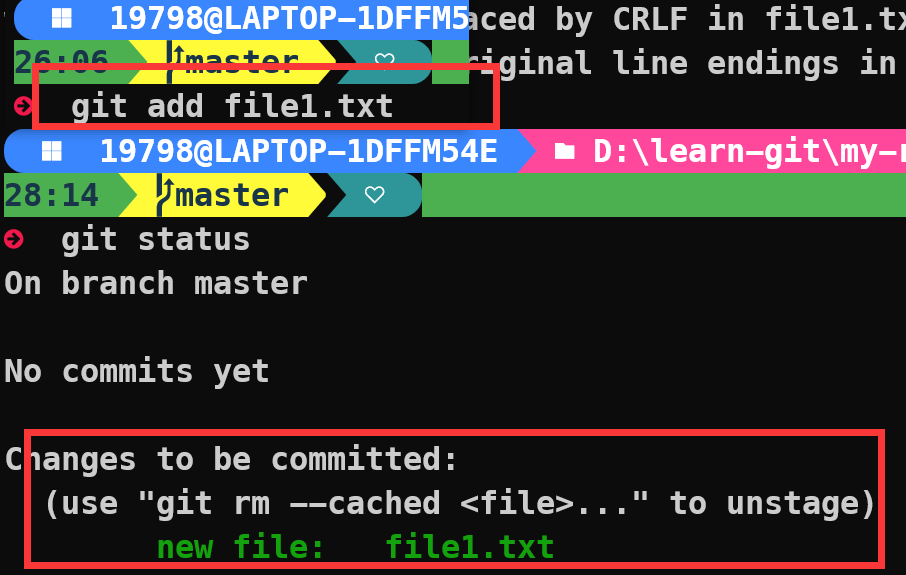 19798@LAPTOP-1DFFM5 aced by CRLF in file1.tx
26:06 master riginal line endings in
git add file1.txt
19798@LAPTOP-1DFFM54E D:\learn-git\my-r
28:14 master
git status
On branch master
No commits yet
Changes to be committed:
(use "git rm --cached <file>..." to unstage)
new file: file1.txt